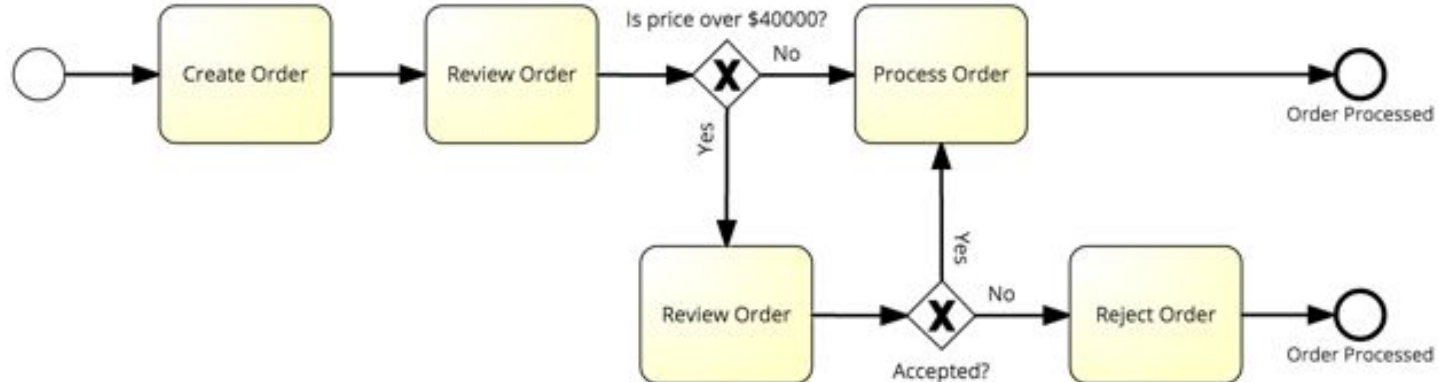 Is price over $40000?
Create Order
Review Order
No
Process Order
Order Processed
Yes
Yes
Review Order
No
Reject Order
Order Processed
Accepted?